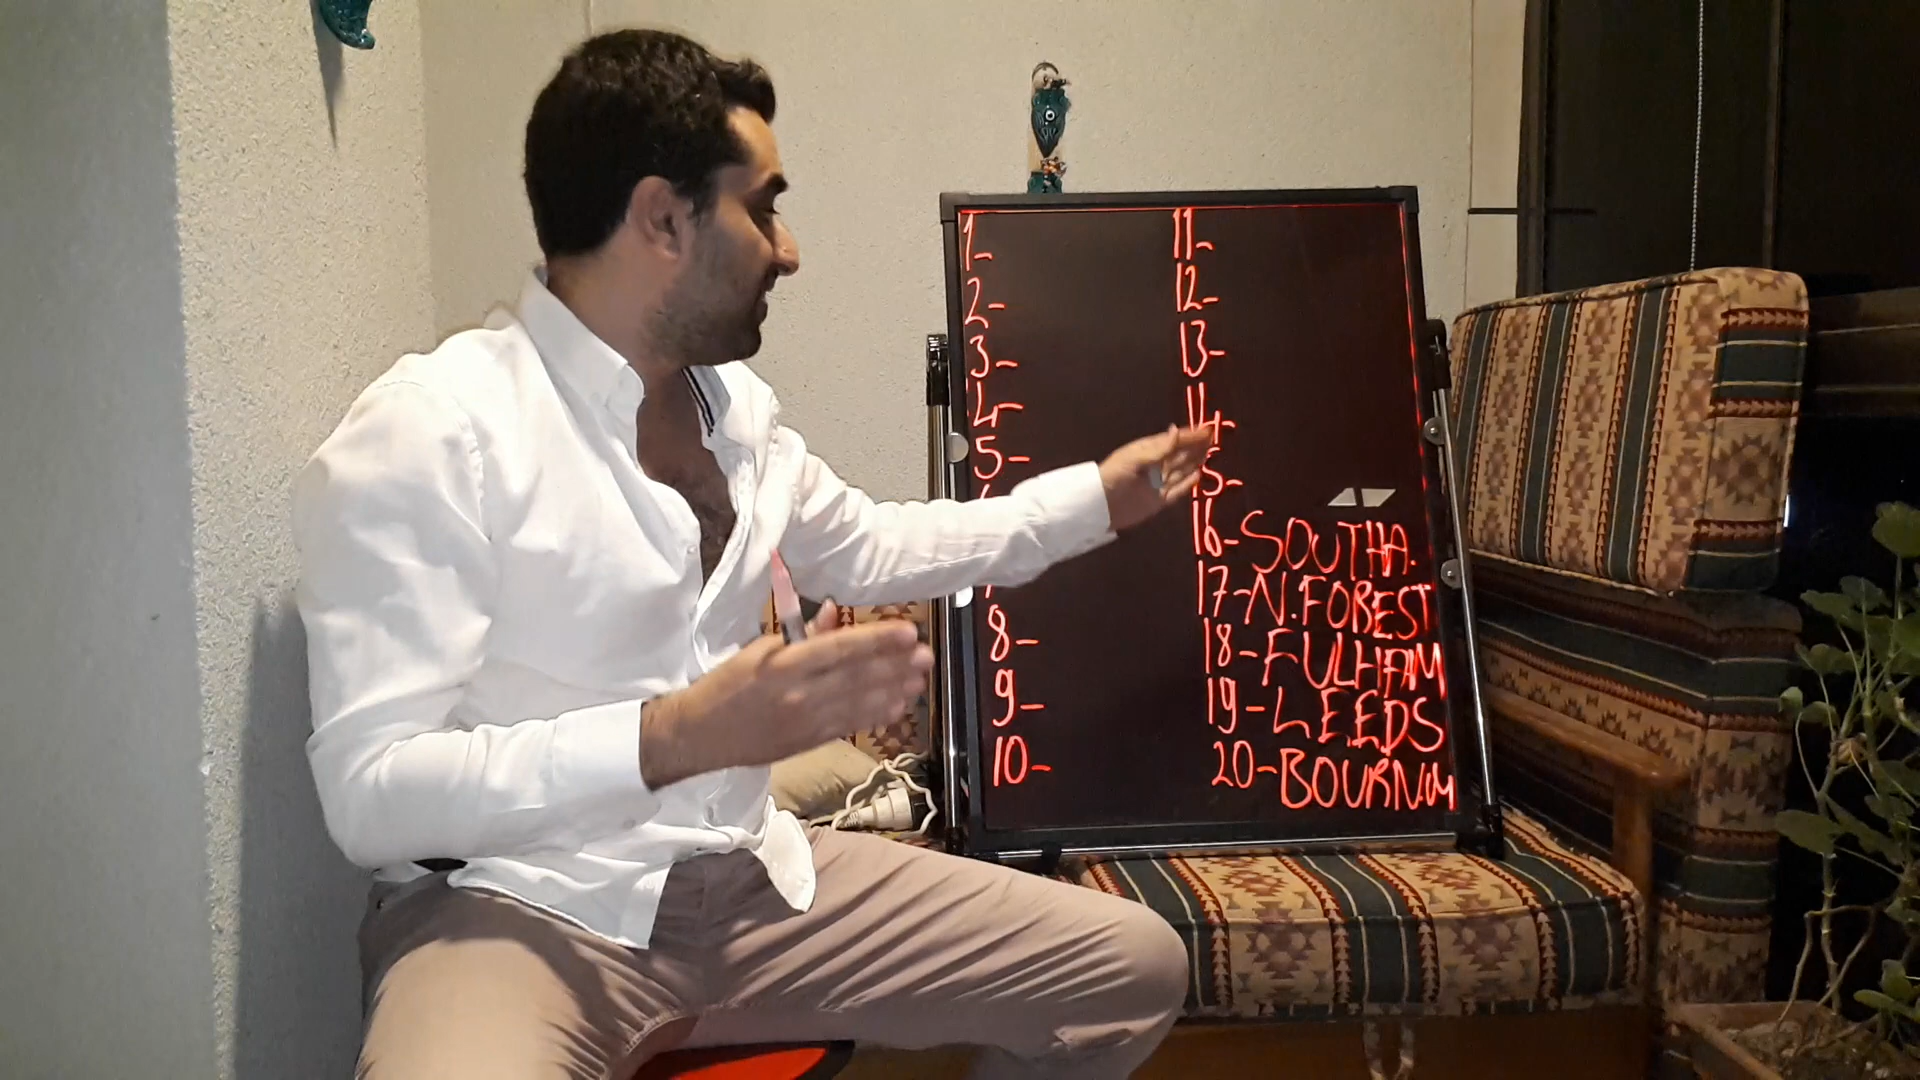 1-
2-
3-
4-
5-
8-
9-
10-
11-
12-
13-
14-
15-
16-SOUTHA.
17-N.FOREST
18-FULHAM
19-LEEDS
20-BOURN.M